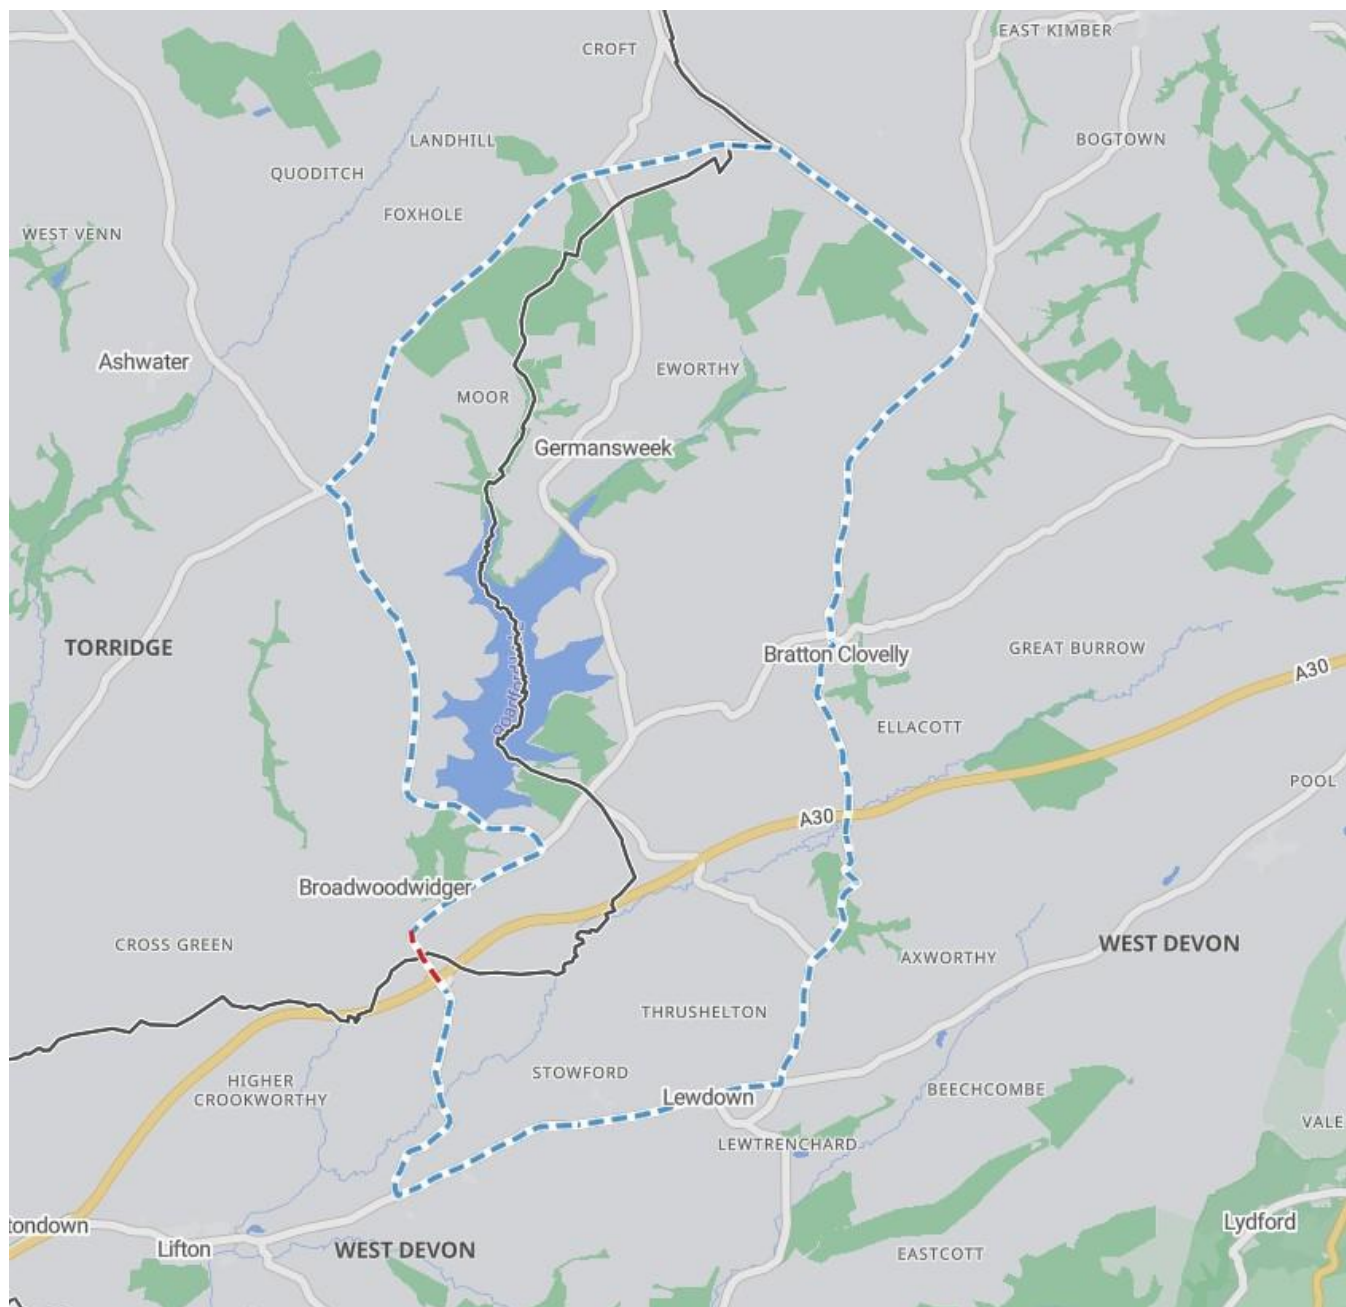 EAST KIMBER
CROFT
BOGTOWN
LANDHILL
QUODITCH
FOXHOLE
WEST VENN
Ashwater
EWORTHY
MOOR
Germansweek
TORRIDGE
GREAT BURROW
Bratton Clovelly
A30
ELLACOTT
POOL
A30
Broadwoodwidger
CROSS GREEN
WEST DEVON
AXWORTHY
THRUSHELTON
STOWFORD
HIGHER
CROOKWORTHY
BEECHCOMBE
Lewdown
VALE
LEWTRENCHARD
tondown
Lydford
Lifton
WEST DEVON
EASTCOTT